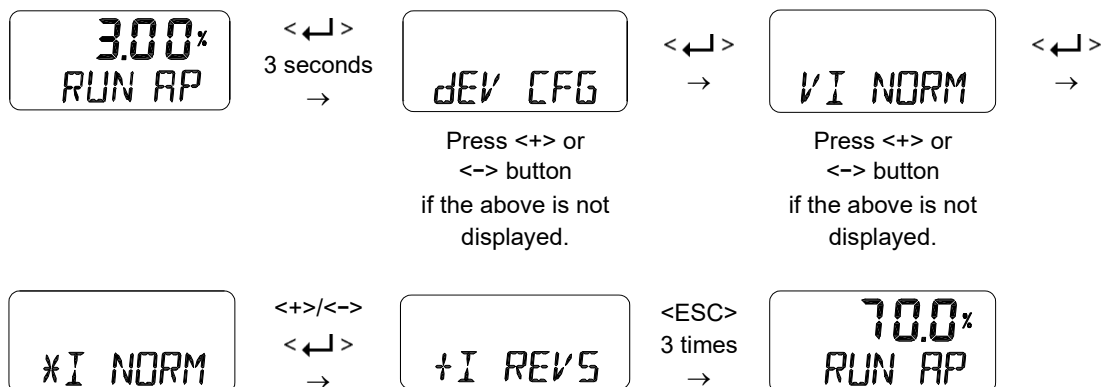 3.00%
RUN AP
<↵>
3 seconds
→
dEV CFG
Press <+> or
<−> button
if the above is not
displayed.
<↵>
→
VI NORM
Press <+> or
<−> button
if the above is not
displayed.
<↵>
→
*I NORM
<+>/<−>
<↵>
→
+I REVS
<ESC>
3 times
→
70.0%
RUN AP